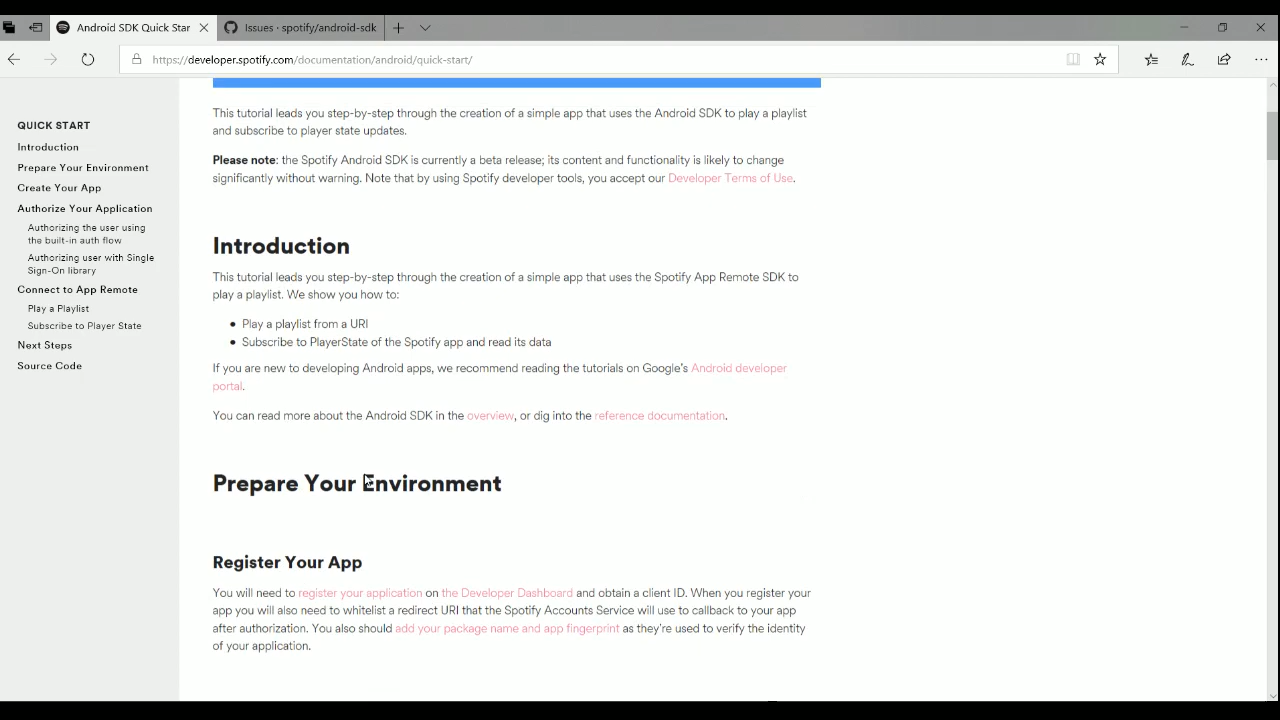 Android SDK Quick Star
Issues · spotify/android-sdk
https://developer.spotify.com/documentation/android/quick-start/
QUICK START
Introduction
Prepare Your Environment
Create Your App
Authorize Your Application
Authorizing the user using
the built-in auth flow
Authorizing user with Single
Sign-On library
Connect to App Remote
Play a Playlist
Subscribe to Player State
Next Steps
Source Code
This tutorial leads you step-by-step through the creation of a simple app that uses the Android SDK to play a playlist
and subscribe to player state updates.
Please note: the Spotify Android SDK is currently a beta release; its content and functionality is likely to change
significantly without warning. Note that by using Spotify developer tools, you accept our Developer Terms of Use.
Introduction
This tutorial leads you step-by-step through the creation of a simple app that uses the Spotify App Remote SDK to
play a playlist. We show you how to:
• Play a playlist from a URI
• Subscribe to PlayerState of the Spotify app and read its data
If you are new to developing Android apps, we recommend reading the tutorials on Google's Android developer
portal.
You can read more about the Android SDK in the overview, or dig into the reference documentation.
Prepare Your Environment
Register Your App
You will need to register your application on the Developer Dashboard and obtain a client ID. When you register your
app you will also need to whitelist a redirect URI that the Spotify Accounts Service will use to callback to your app
after authorization. You also should add your package name and app fingerprint as they're used to verify the identity
of your application.